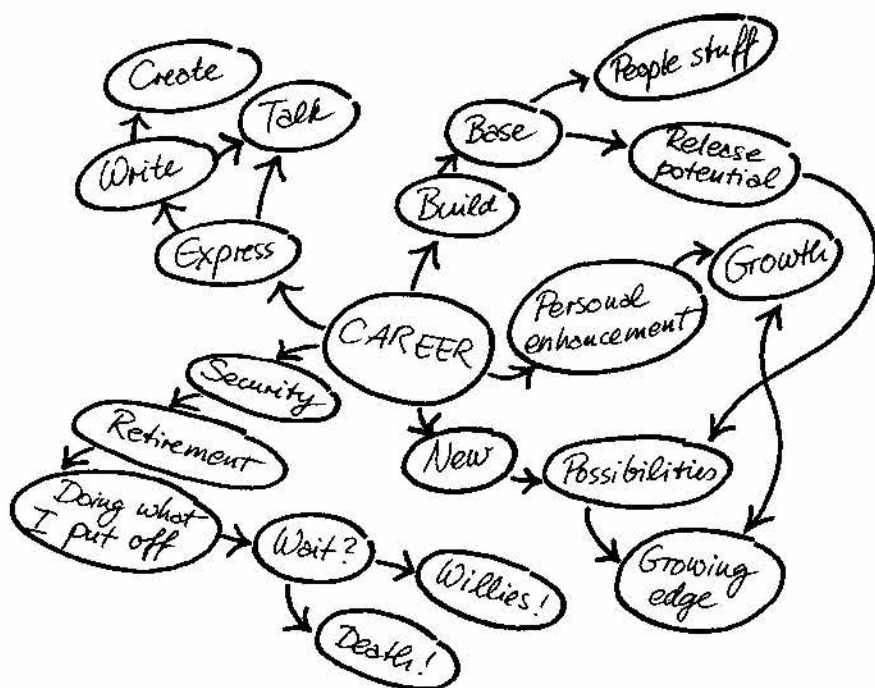 Create
Talk
Write
Express
Base
People stuff
Release
potential
Build
Personal
enhancement
Growth
CAREER
Security
Retirement
Doing what
I put off
Wait?
Willies!
Death!
New
Possibilities
Growing
edge